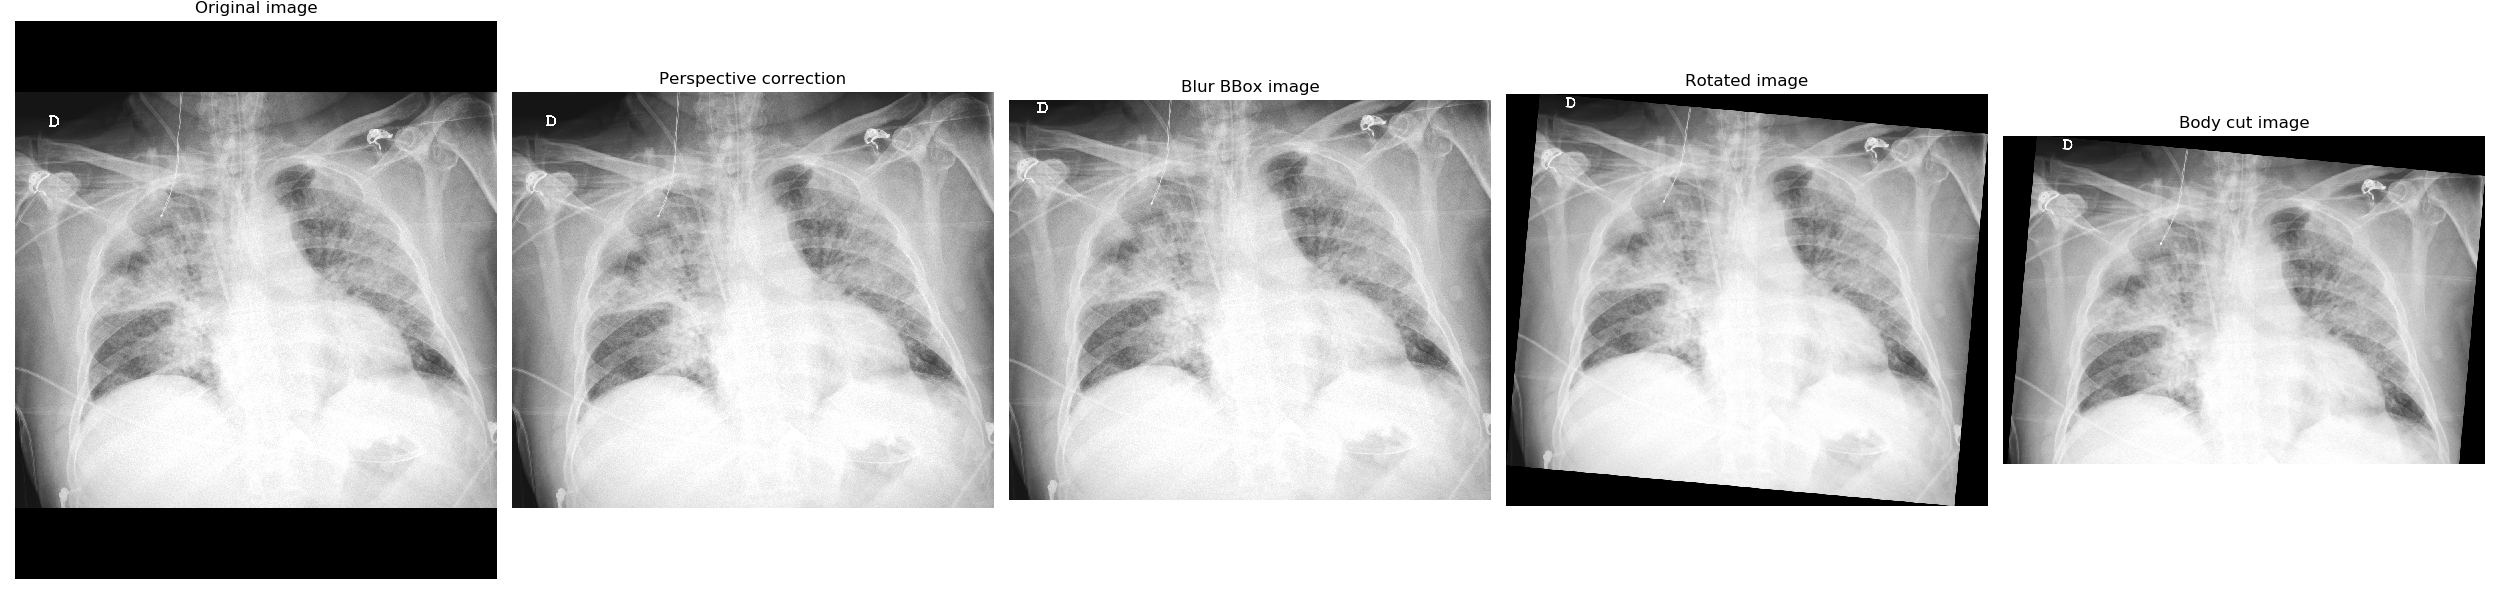 Original image
Perspective correction
Blur BBox image
Rotated image
Body cut image
D
D
D
D
D